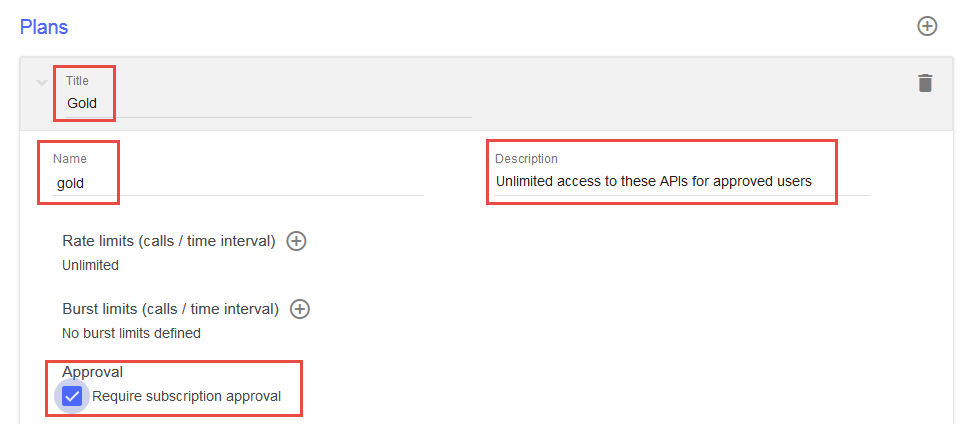 Plans
Title
Gold
Name
Description
gold
Unlimited access to these APIs for approved users
Rate limits (calls / time interval)
Unlimited
Burst limits (calls / time interval)
No burst limits defined
Approval
Require subscription approval